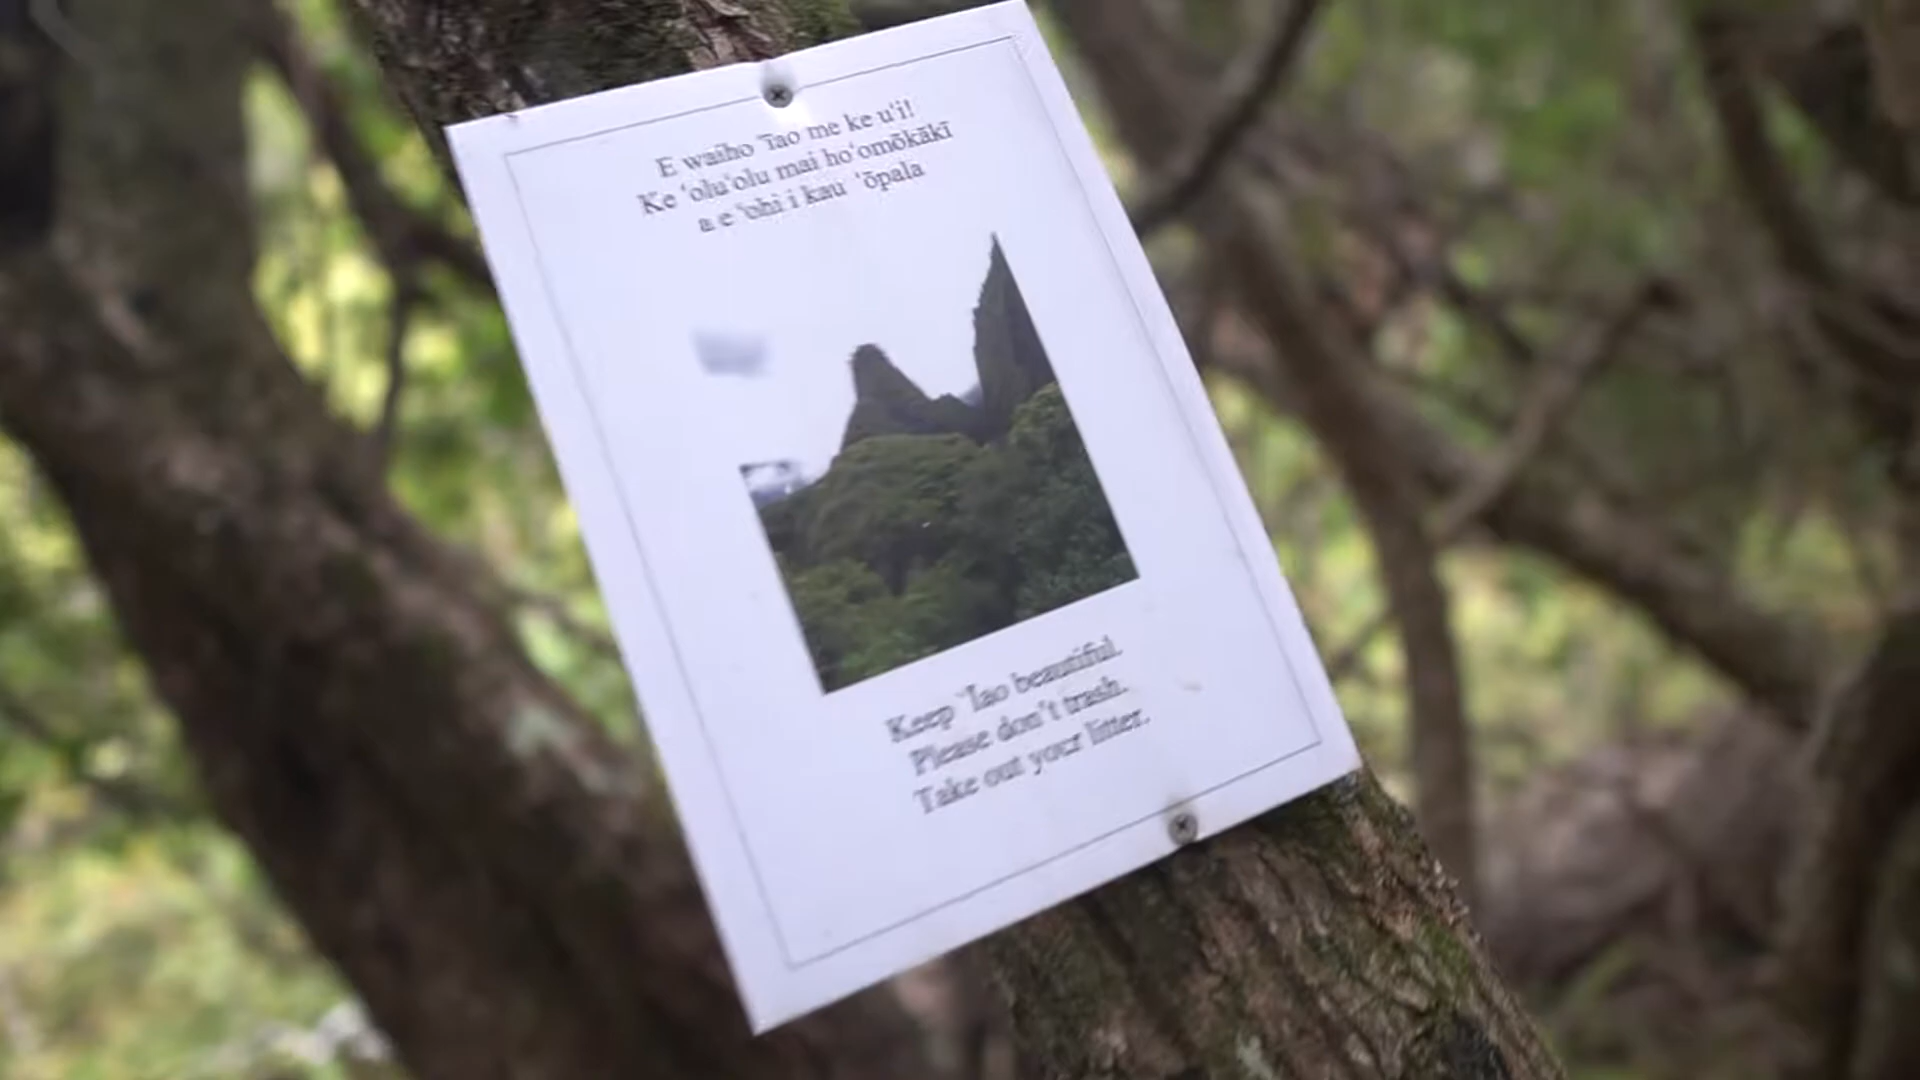 E waiho ʻĪao me ke uʻi!
Ke ʻoluʻolu mai hoʻomōkākī
a e ʻohi i kau ʻōpala
Keep ʻĪao beautiful.
Please don't trash.
Take out your litter.